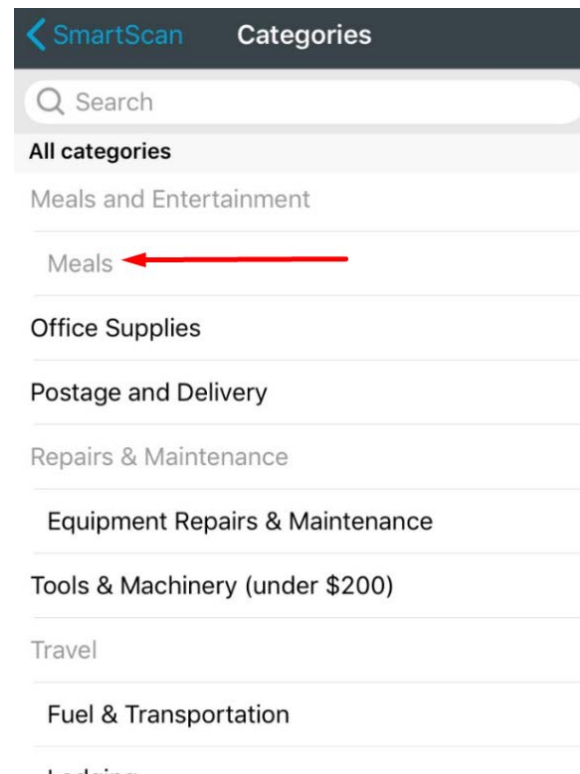 SmartScan Categories
Search
All categories
Meals and Entertainment
Meals
Office Supplies
Postage and Delivery
Repairs & Maintenance
Equipment Repairs & Maintenance
Tools & Machinery (under $200)
Travel
Fuel & Transportation
Lodging